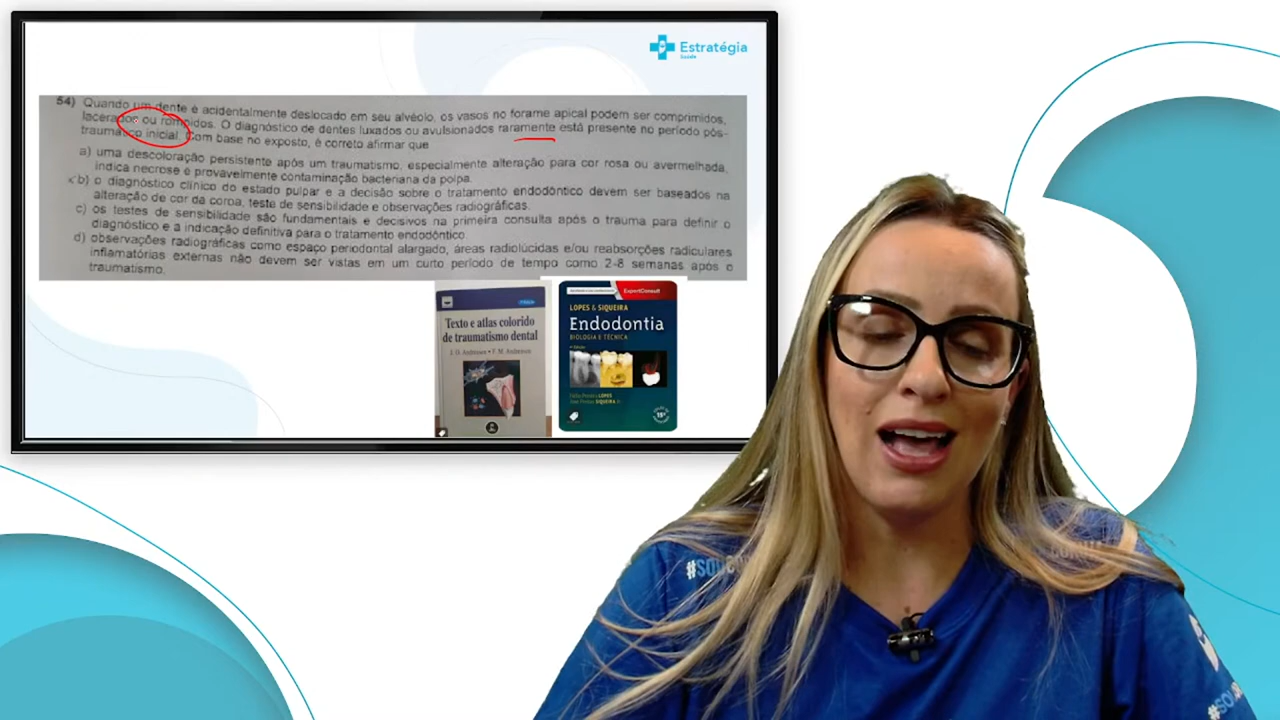 Estratégia
Saúde
54) Quando um dente é acidentalmente deslocado em seu alvéolo, os vasos no forame apical podem ser comprimidos,
lacerados ou rompidos. O diagnóstico de dentes luxados ou avulsionados raramente está presente no período pós-
traumático inicial. Com base no exposto, é correto afirmar que
a) uma descoloração persistente após um traumatismo, especialmente alteração para cor rosa ou avermelhada,
indica necrose e provavelmente contaminação bacteriana da polpa.
b) o diagnóstico clínico do estado pulpar e a decisão sobre o tratamento endodôntico devem ser baseados na
alteração de cor da coroa, teste de sensibilidade e observações radiográficas.
c) os testes de sensibilidade são fundamentais e decisivos na primeira consulta após o trauma para definir o
diagnóstico e a indicação definitiva para o tratamento endodôntico.
d) observações radiográficas como espaço periodontal alargado, áreas radiolúcidas e/ou reabsorções radiculares
inflamatórias externas não devem ser vistas em um curto período de tempo como 2-8 semanas após o
traumatismo.
Texto e atlas colorido
de traumatismo dental
J. O. Andreasen • F. M. Andreasen
ExpertConsult
LOPES & SIQUEIRA
Endodontia
BIOLOGIA E TÉCNICA
LOPES
SIQUEIRA